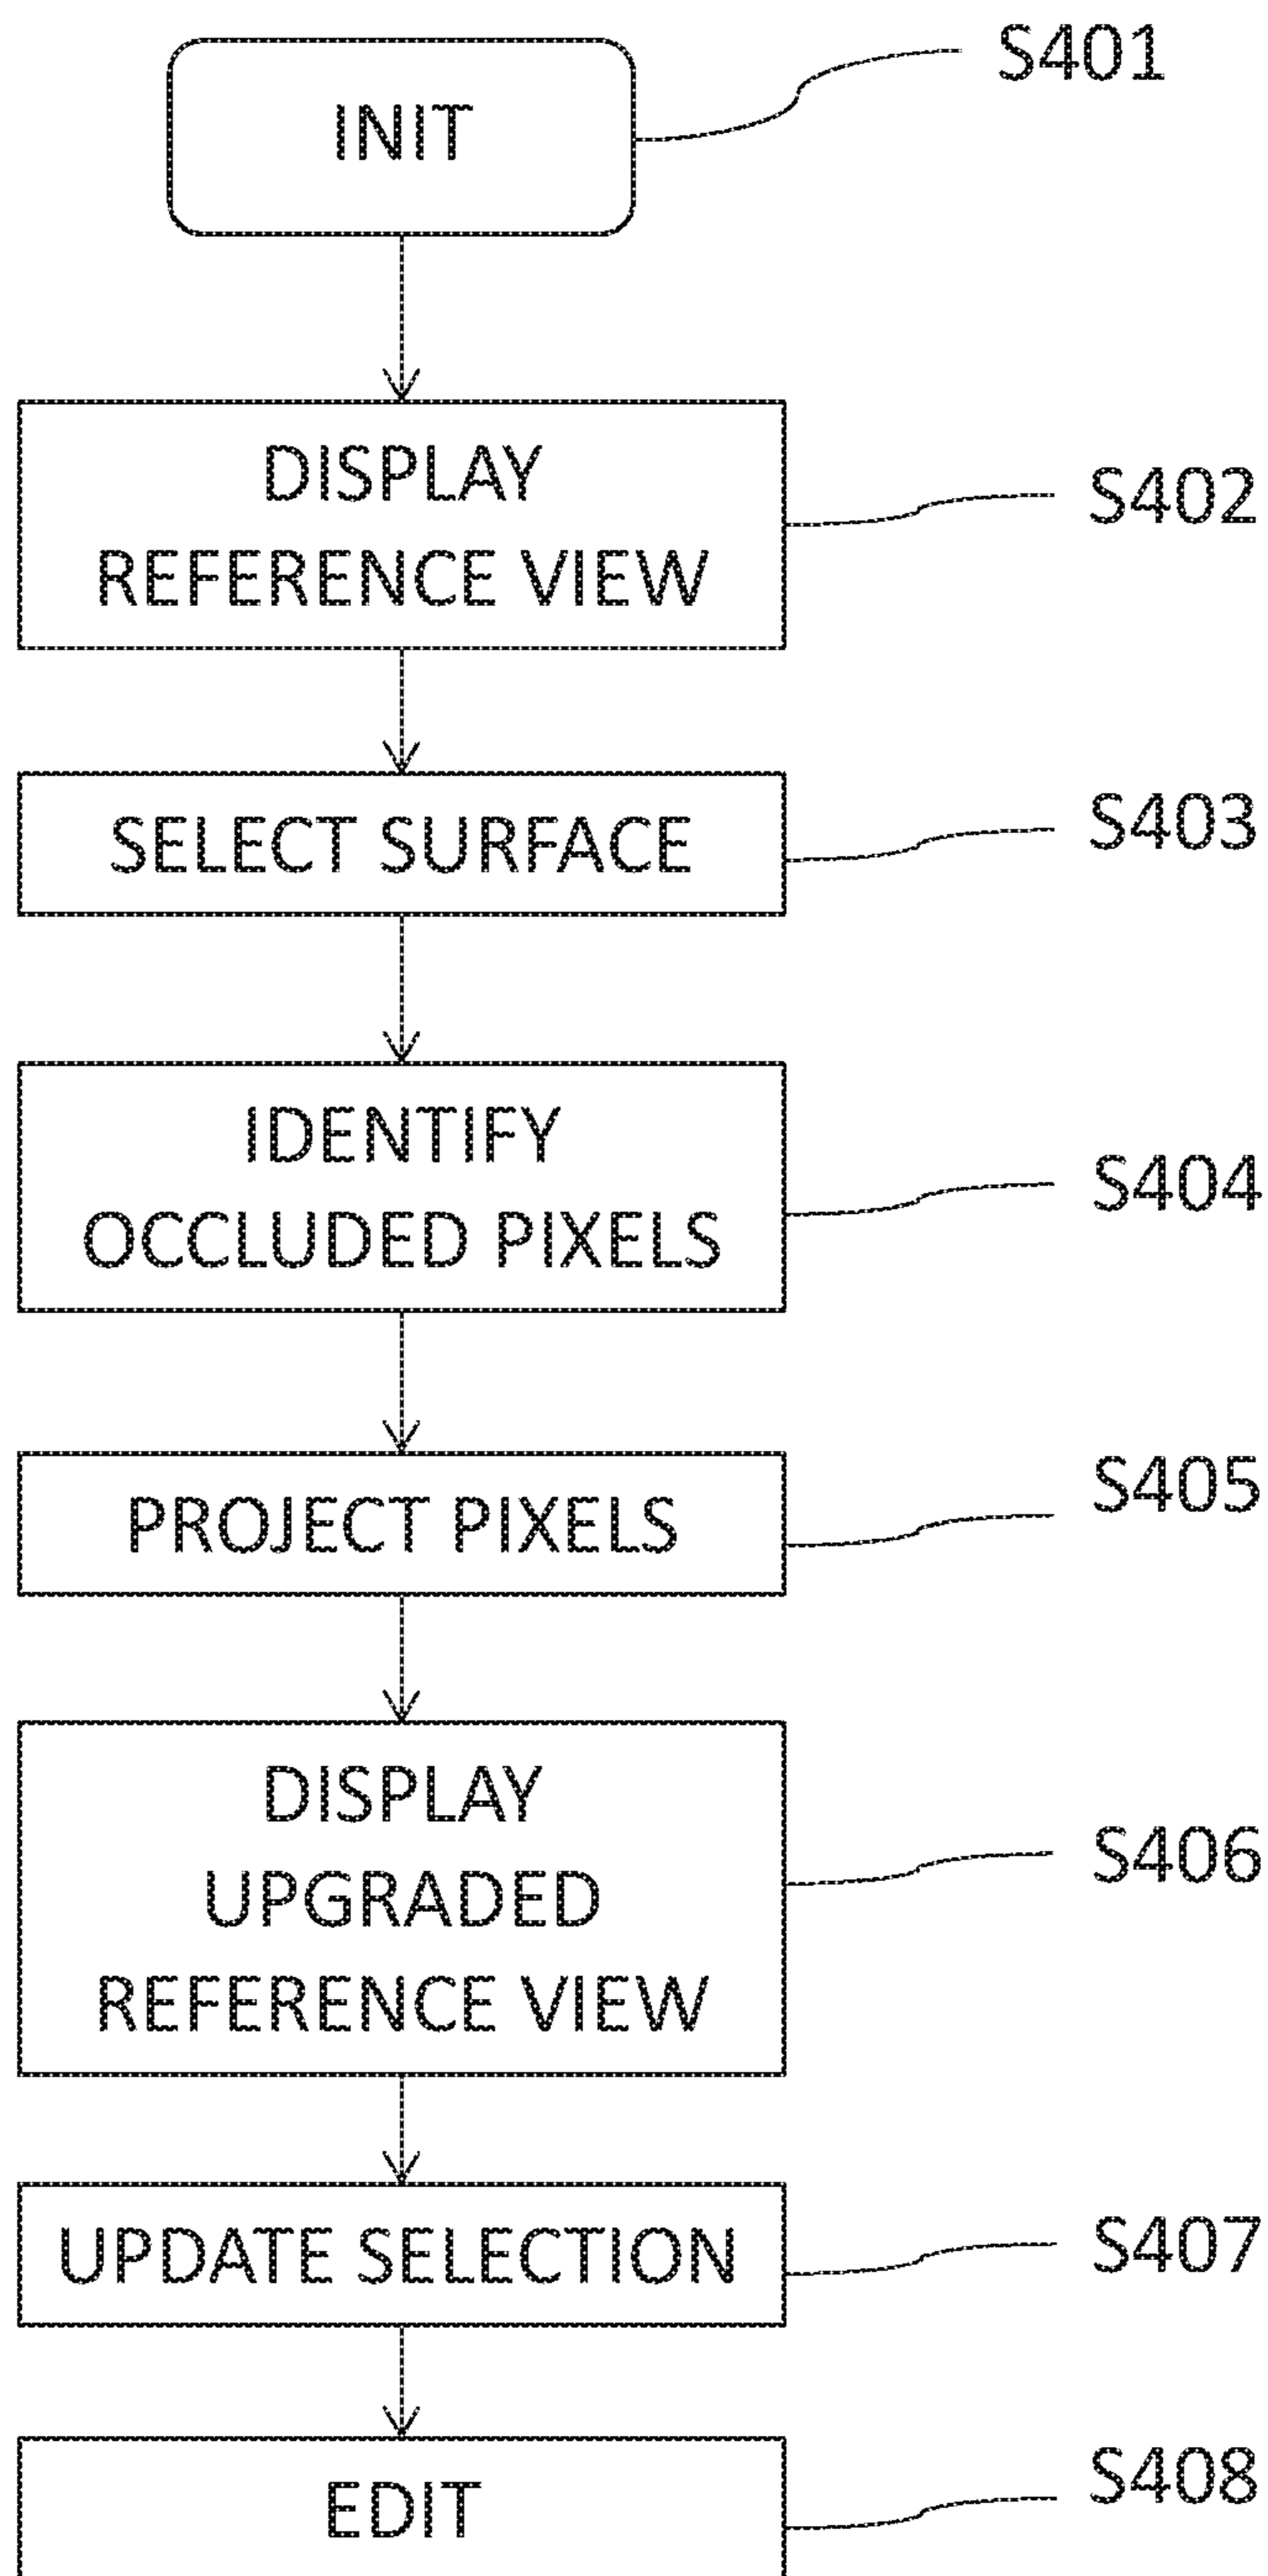 INIT
S401
DISPLAY
REFERENCE VIEW
S402
SELECT SURFACE
S403
IDENTIFY
OCCLUDED PIXELS
S404
PROJECT PIXELS
S405
DISPLAY
UPGRADED
REFERENCE VIEW
S406
UPDATE SELECTION
S407
EDIT
S408